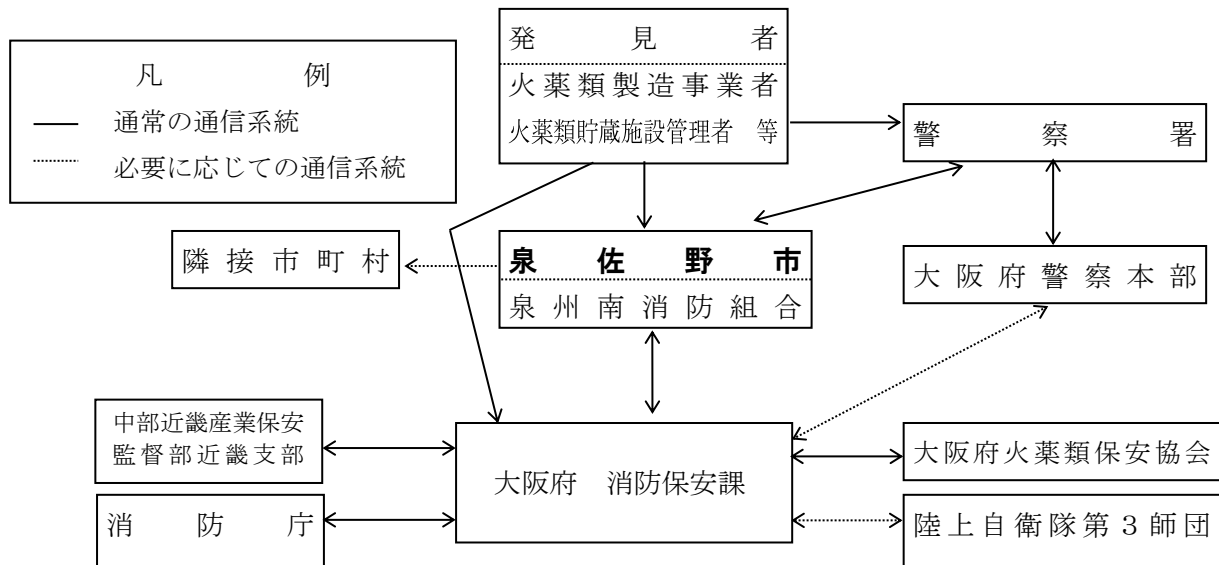 発見者
火薬類製造事業者
火薬類貯蔵施設管理者　等
凡例
通常の通信系統
必要に応じての通信系統
警察署
隣接市町村
泉佐野市
泉州南消防組合
大阪府警察本部
中部近畿産業保安
監督部近畿支部
大阪府　消防保安課
大阪府火薬類保安協会
消防庁
陸上自衛隊第３師団